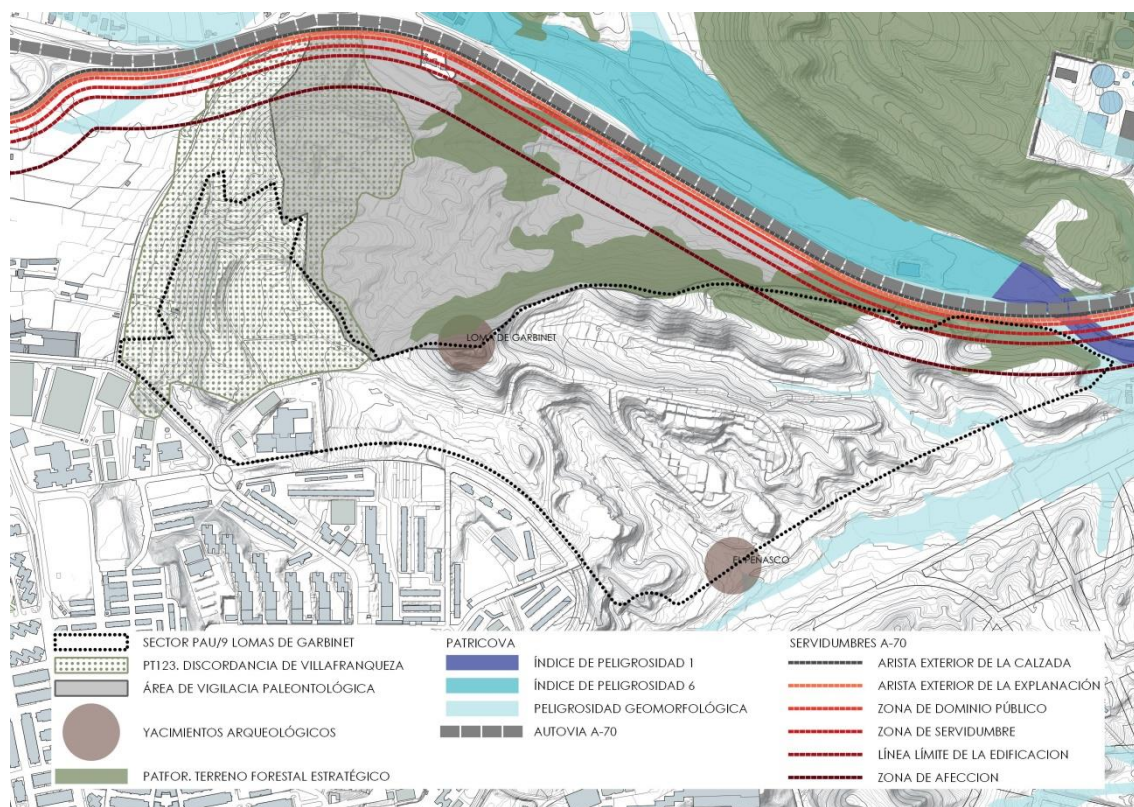 LOMA DE GARBINET
EL PEÑASCO
SECTOR PAU/9 LOMAS DE GARBINET
PT123. DISCORDANCIA DE VILLAFRANQUEZA
ÁREA DE VIGILACIA PALEONTOLÓGICA
YACIMIENTOS ARQUEOLÓGICOS
PATFOR. TERRENO FORESTAL ESTRATÉGICO
PATRICOVA
ÍNDICE DE PELIGROSIDAD 1
ÍNDICE DE PELIGROSIDAD 6
PELIGROSIDAD GEOMORFOLÓGICA
AUTOVIA A-70
SERVIDUMBRES A-70
ARISTA EXTERIOR DE LA CALZADA
ARISTA EXTERIOR DE LA EXPLANACIÓN
ZONA DE DOMINIO PÚBLICO
ZONA DE SERVIDUMBRE
LÍNEA LÍMITE DE LA EDIFICACION
ZONA DE AFECCION